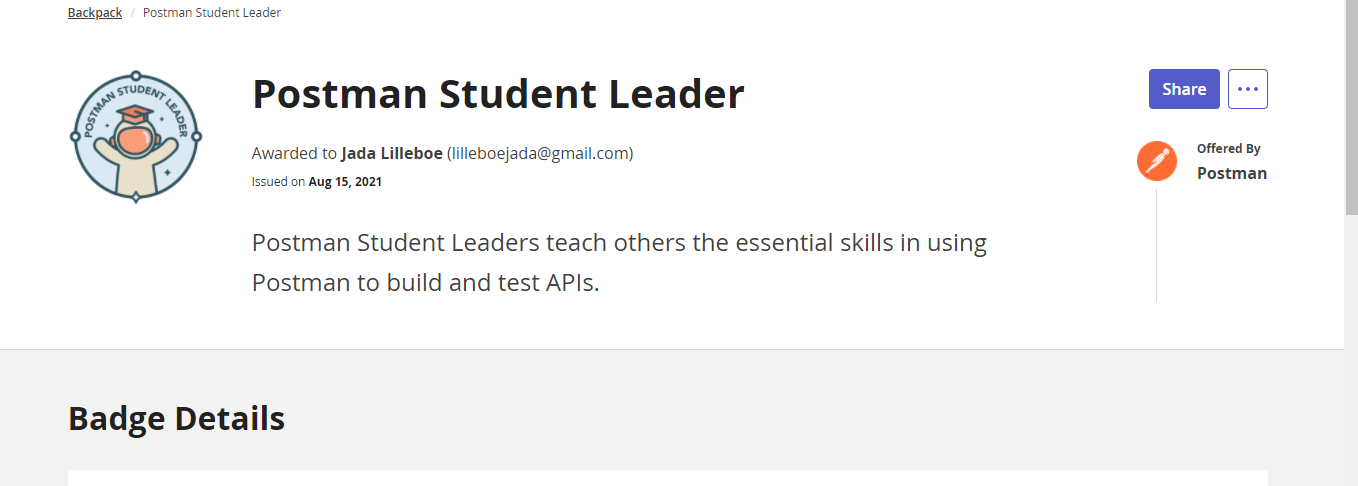 Backpack / Postman Student Leader
POSTMAN STUDENT LEADER
Postman Student Leader
Share
Awarded to Jada Lilleboe (lilleboejada@gmail.com)
Issued on Aug 15, 2021
Offered By
Postman
Postman Student Leaders teach others the essential skills in using
Postman to build and test APIs.
Badge Details